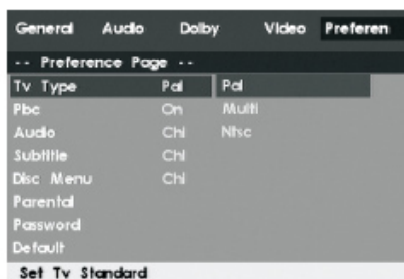 General Audio Dolby Video Preferen
-- Preference Page --
Tv Type Pal Pal
Pbc On Multi
Audio Chi Ntsc
Subtitle Chi
Disc Menu Chi
Parental
Password
Default
Set Tv Standard